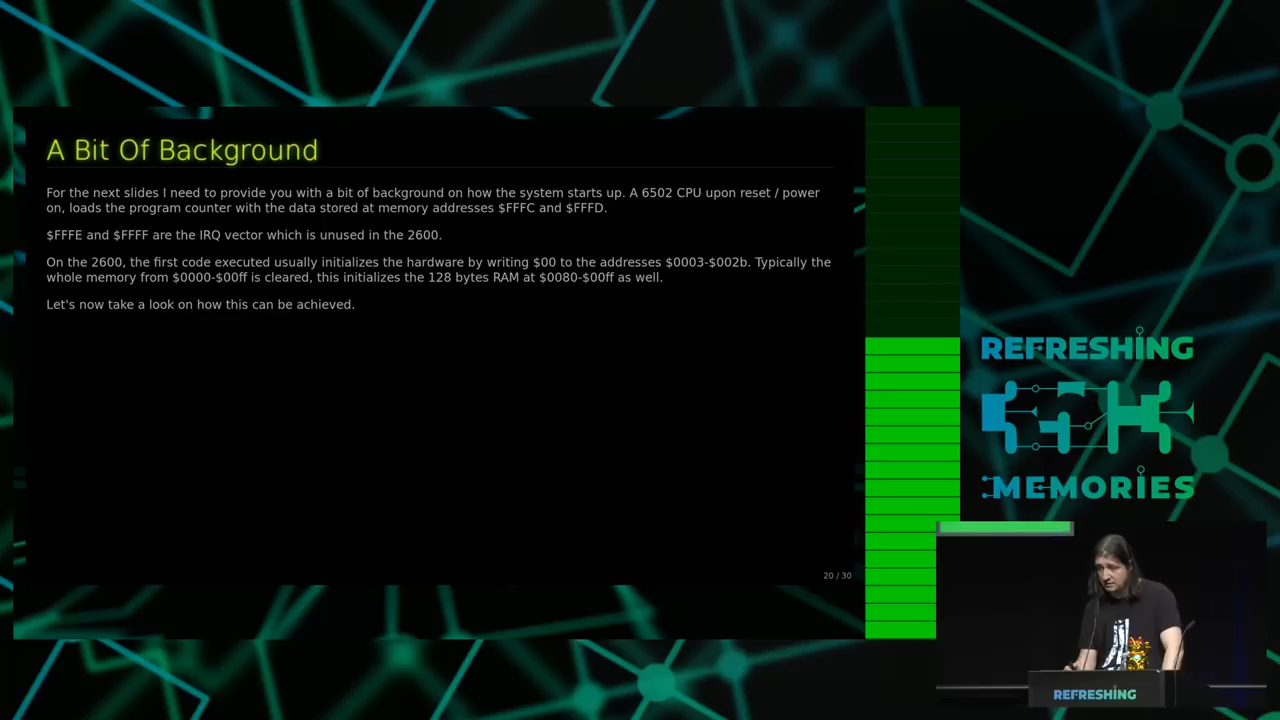 A Bit Of Background
For the next slides I need to provide you with a bit of background on how the system starts up. A 6502 CPU upon reset / power
on, loads the program counter with the data stored at memory addresses $FFFC and $FFFD.
$FFFE and $FFFF are the IRQ vector which is unused in the 2600.
On the 2600, the first code executed usually initializes the hardware by writing $00 to the addresses $0003-$002b. Typically the
whole memory from $0000-$00ff is cleared, this initializes the 128 bytes RAM at $0080-$00ff as well.
Let's now take a look on how this can be achieved.
20 / 30
REFRESHING
MEMORIES
REFRESHING